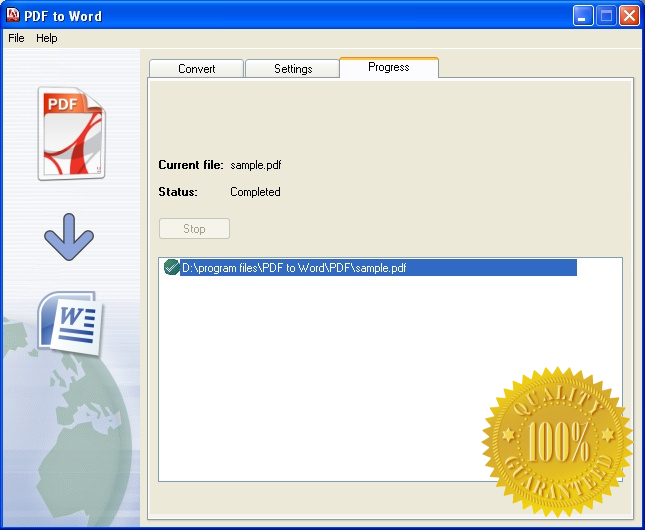 PDF to Word
File Help
Convert Settings Progress
PDF
Current file: sample.pdf
Status: Completed
Stop
D:\program files\PDF to Word\PDF\sample.pdf
W
QUALITY
100%
GUARANTEED